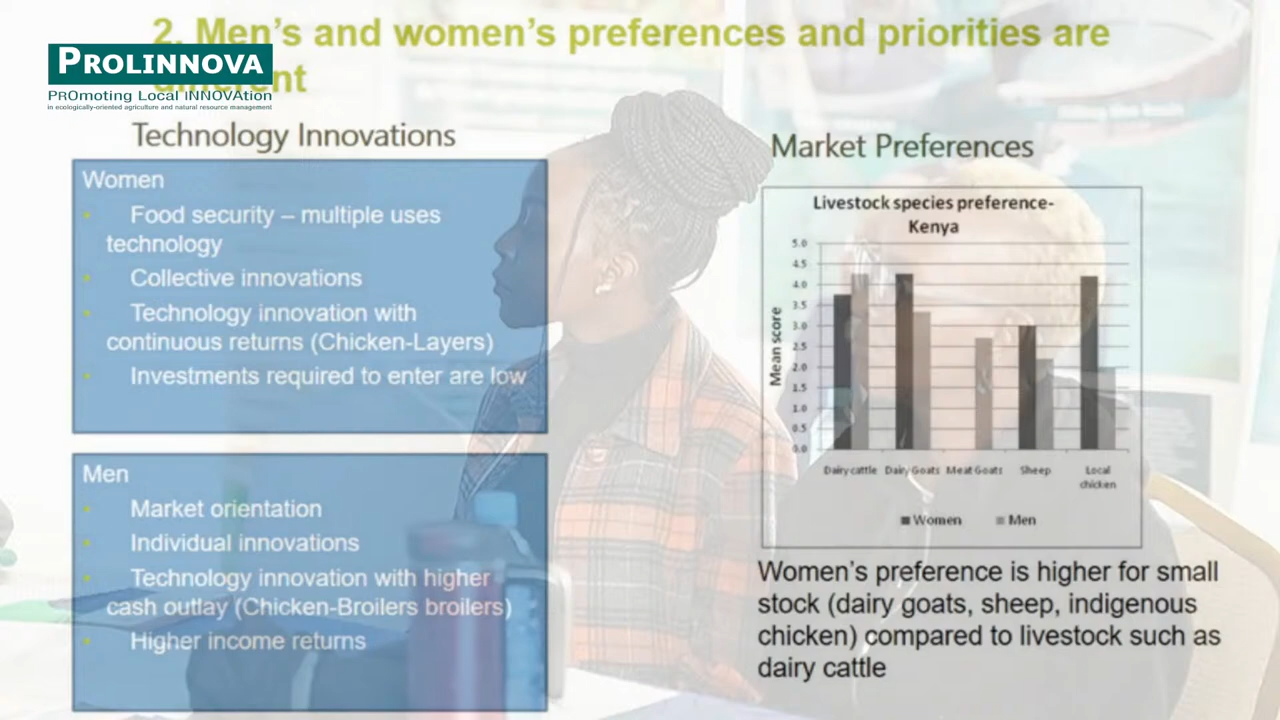 2. Men's and women's preferences and priorities are
PROLINNOVA
PROmoting Local INNOVAtion
in ecologically-oriented agriculture and natural resource management
Technology Innovations
Women
Food security – multiple uses
technology
Collective innovations
Technology innovation with
continuous returns (Chicken-Layers)
Investments required to enter are low
Men
Market orientation
Individual innovations
Technology innovation with higher
cash outlay (Chicken-Broilers broilers)
Higher income returns
Market Preferences
Livestock species preference-
Kenya
Mean score
5.0
4.5
4.0
3.5
3.0
2.5
2.0
1.5
1.0
0.5
0.0
Dairy cattle Dairy Goats Meat Goats Sheep Local
chicken
Women Men
Women's preference is higher for small
stock (dairy goats, sheep, indigenous
chicken) compared to livestock such as
dairy cattle